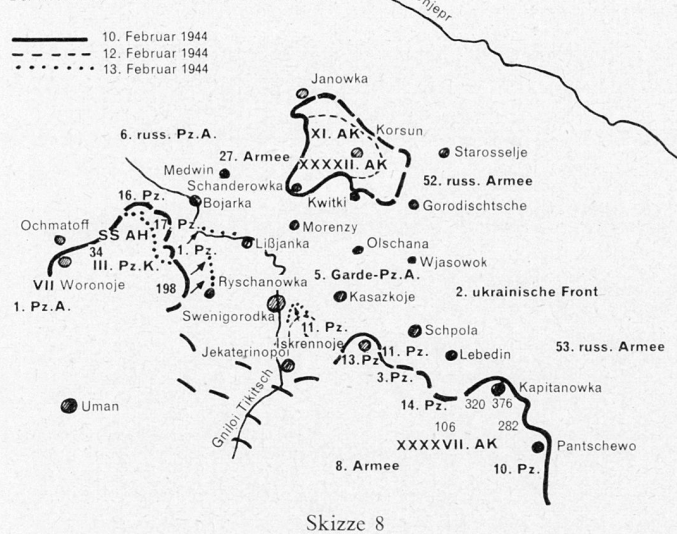 10. Februar 1944
12. Februar 1944
13. Februar 1944
Janowka
6. russ. Pz.A.
XI. AK
Korsun
27. Armee
XXXXII. AK
Starosselje
Medwin
Schanderowka
52. russ. Armee
16. Pz.
Bojarka
Kwitki
Gorodischtsche
Ochmatoff
17. Pz.
Morenzy
SS AH
Lißjanka
Olschana
34
1. Pz.
III. Pz.K.
Wjasowok
VII
Woronoje
198
Ryschanowka
5. Garde-Pz.A.
2. ukrainische Front
1. Pz.A.
Kasazkoje
Swenigorodka
11. Pz.
Schpola
Iskrennoje
53. russ. Armee
Jekaterinopol
13.Pz.
11. Pz.
Lebedin
3.Pz.
Kapitanowka
Uman
Gniloi Tikitsch
14. Pz.
320
376
106
282
XXXXVII. AK
Pantschewo
8. Armee
10. Pz.
Skizze 8